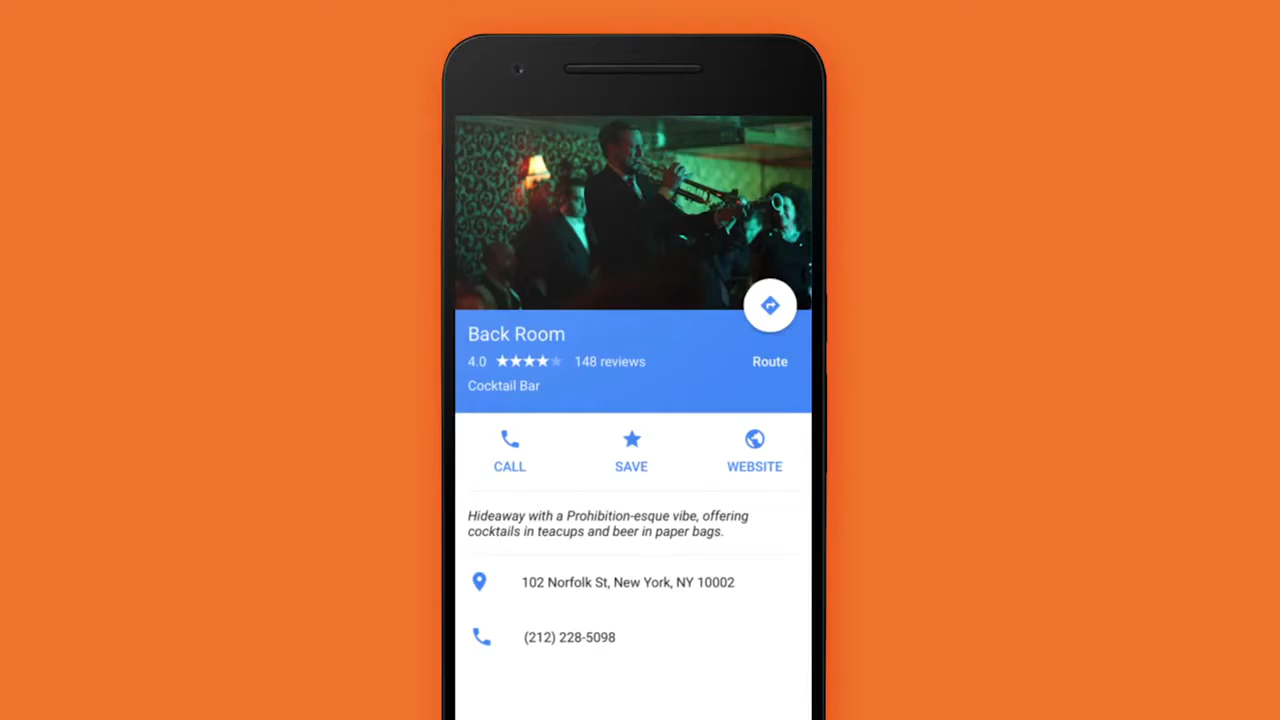 Back Room
4.0 148 reviews Route
Cocktail Bar
CALL SAVE WEBSITE
Hideaway with a Prohibition-esque vibe, offering
cocktails in teacups and beer in paper bags.
102 Norfolk St, New York, NY 10002
(212) 228-5098